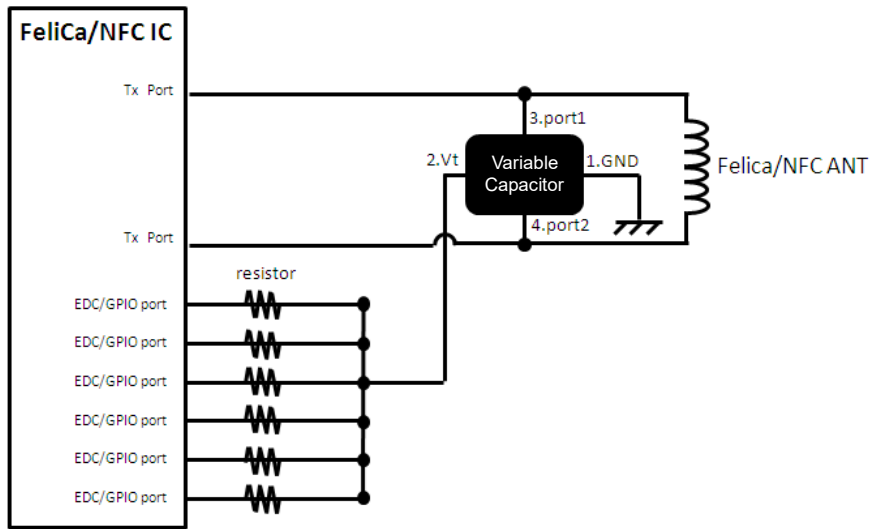 FeliCa/NFC IC
Tx Port
3.port1
2.Vt
Variable
Capacitor
1.GND
Felica/NFC ANT
4.port2
Tx Port
resistor
EDC/GPIO port
EDC/GPIO port
EDC/GPIO port
EDC/GPIO port
EDC/GPIO port
EDC/GPIO port